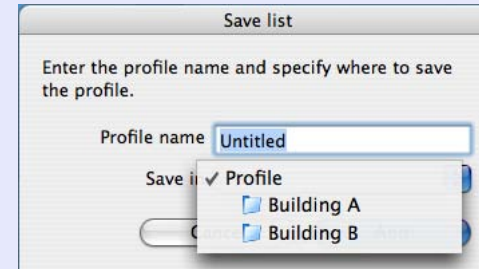 Save list
Enter the profile name and specify where to save
the profile.
Profile name Untitled
Save i ✓ Profile
Building A
Building B